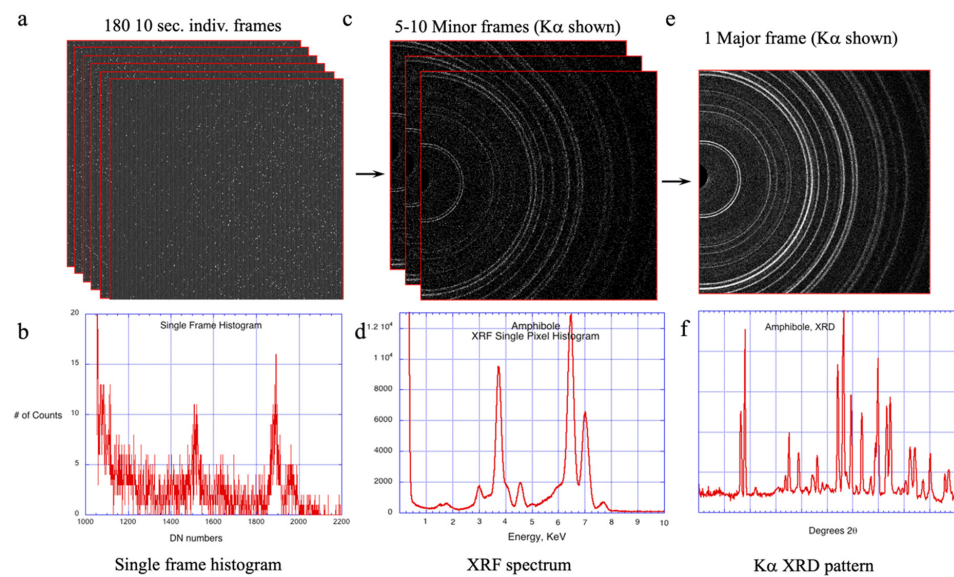 a
180 10 sec. indiv. frames
c
5-10 Minor frames (Kα shown)
e
1 Major frame (Kα shown)
b
Single Frame Histogram
20
15
10
5
0
# of Counts
1000 1200 1400 1600 1800 2000 2200
DN numbers
Single frame histogram
d
Amphibole
XRF Single Pixel Histogram
1.2 10⁴
1 10⁴
8000
6000
4000
2000
0
1 2 3 4 5 6 7 8 9 10
Energy, KeV
XRF spectrum
f
Amphibole, XRD
Degrees 2θ
Kα XRD pattern